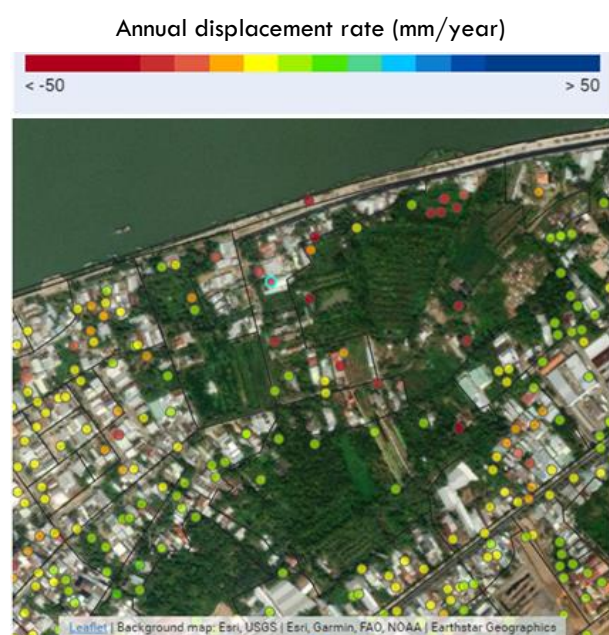 Annual displacement rate (mm/year)
< -50
> 50
Leaflet | Background map: Esri, USGS | Esri, Garmin, FAO, NOAA | Earthstar Geographics